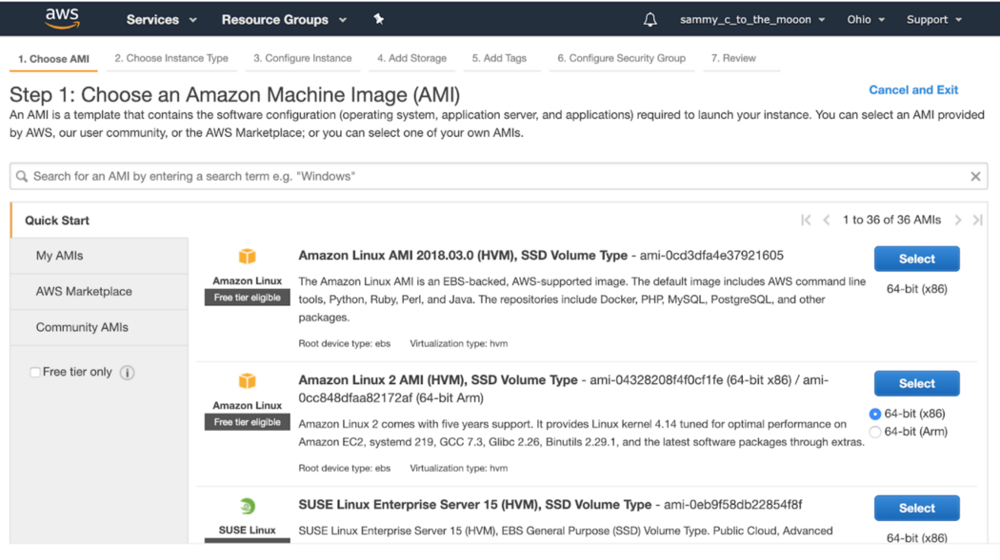 aws Services Resource Groups sammy_c_to_the_mooon Ohio Support
1. Choose AMI 2. Choose Instance Type 3. Configure Instance 4. Add Storage 5. Add Tags 6. Configure Security Group 7. Review
Step 1: Choose an Amazon Machine Image (AMI)
Cancel and Exit
An AMI is a template that contains the software configuration (operating system, application server, and applications) required to launch your instance. You can select an AMI provided
by AWS, our user community, or the AWS Marketplace; or you can select one of your own AMIs.
Search for an AMI by entering a search term e.g. "Windows"
Quick Start
My AMIs
AWS Marketplace
Community AMIs
Free tier only
1 to 36 of 36 AMIs
Amazon Linux
Free tier eligible
Amazon Linux AMI 2018.03.0 (HVM), SSD Volume Type - ami-0cd3dfa4e37921605
The Amazon Linux AMI is an EBS-backed, AWS-supported image. The default image includes AWS command line
tools, Python, Ruby, Perl, and Java. The repositories include Docker, PHP, MySQL, PostgreSQL, and other
packages.
Root device type: ebs Virtualization type: hvm
Select
64-bit (x86)
Amazon Linux
Free tier eligible
Amazon Linux 2 AMI (HVM), SSD Volume Type - ami-04328208f4f0cf1fe (64-bit x86) / ami-
0cc848dfaa82172af (64-bit Arm)
Amazon Linux 2 comes with five years support. It provides Linux kernel 4.14 tuned for optimal performance on
Amazon EC2, systemd 219, GCC 7.3, Glibc 2.26, Binutils 2.29.1, and the latest software packages through extras.
Root device type: ebs Virtualization type: hvm
Select
64-bit (x86)
64-bit (Arm)
SUSE Linux
SUSE Linux Enterprise Server 15 (HVM), SSD Volume Type - ami-0eb9f58db22854f8f
SUSE Linux Enterprise Server 15 (HVM), EBS General Purpose (SSD) Volume Type. Public Cloud, Advanced
Select
64-bit (x86)